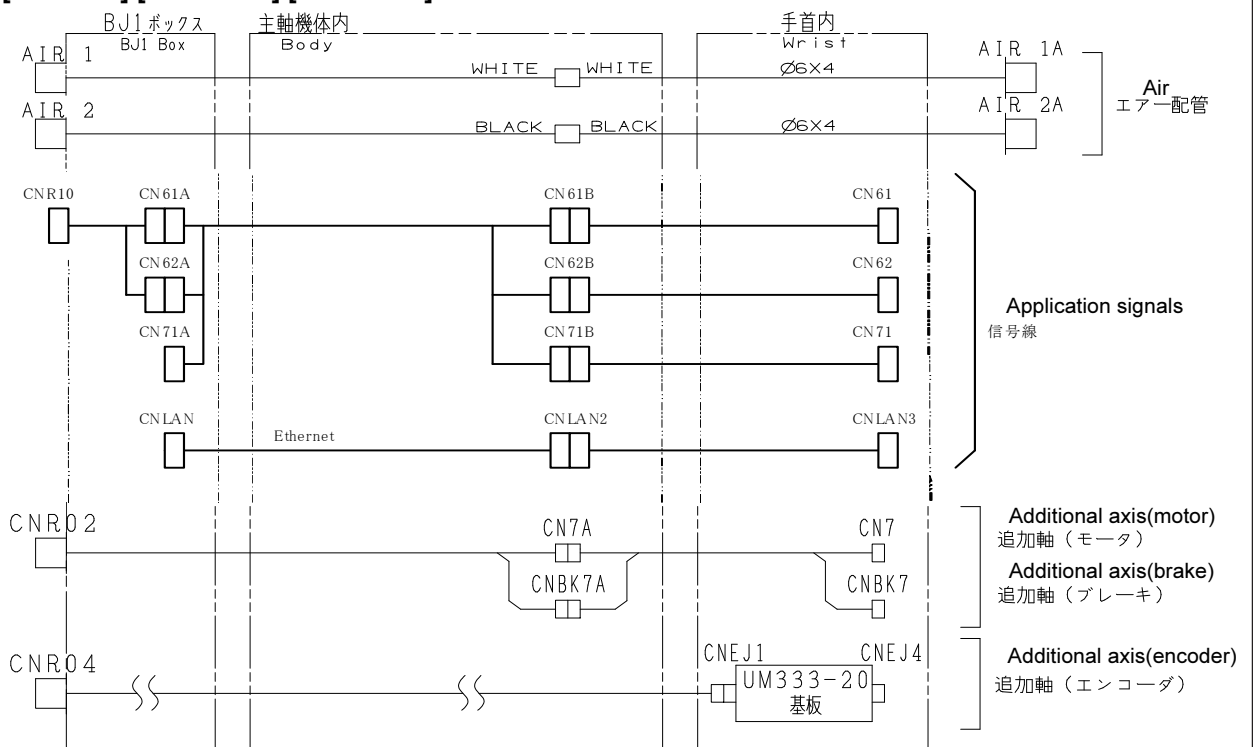 BJ1ボックス
BJ1 Box
主軸機体内
Body
手首内
Wrist
AIR 1
WHITE
WHITE
Ø6X4
AIR 1A
AIR 2
BLACK
BLACK
Ø6X4
AIR 2A
Air
エアー配管
CNR10
CN61A
CN61B
CN61
CN62A
CN62B
CN62
CN71A
CN71B
CN71
Application signals
信号線
CNLAN
Ethernet
CNLAN2
CNLAN3
CNR02
CN7A
CN7
Additional axis(motor)
追加軸（モータ）
CNBK7A
CNBK7
Additional axis(brake)
追加軸（ブレーキ）
CNR04
CNEJ1
CNEJ4
UM333-20
基板
Additional axis(encoder)
追加軸（エンコーダ）